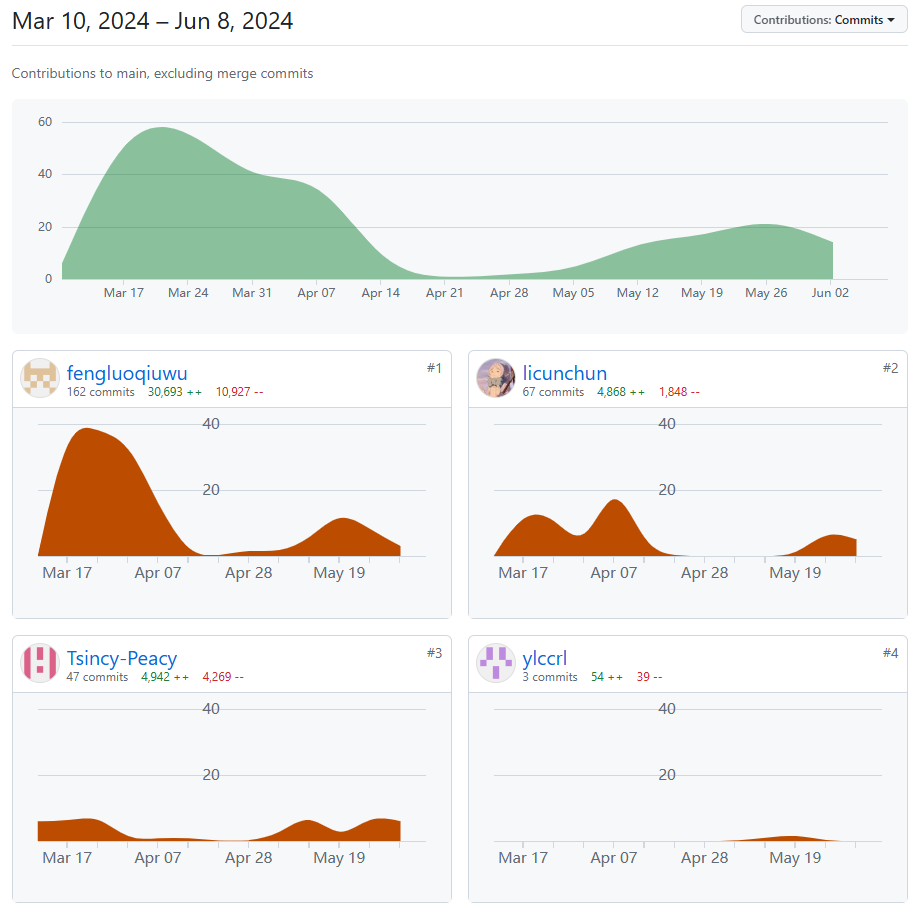 Mar 10, 2024 – Jun 8, 2024
Contributions: Commits
Contributions to main, excluding merge commits
60
40
20
0
Mar 17 Mar 24 Mar 31 Apr 07 Apr 14 Apr 21 Apr 28 May 05 May 12 May 19 May 26 Jun 02
fengluoqiuwu
#1
162 commits 30,693 ++ 10,927 --
40
20
Mar 17 Apr 07 Apr 28 May 19
licunchun
#2
67 commits 4,868 ++ 1,848 --
40
20
Mar 17 Apr 07 Apr 28 May 19
Tsincy-Peacy
#3
47 commits 4,942 ++ 4,269 --
40
20
Mar 17 Apr 07 Apr 28 May 19
ylccrl
#4
3 commits 54 ++ 39 --
40
20
Mar 17 Apr 07 Apr 28 May 19